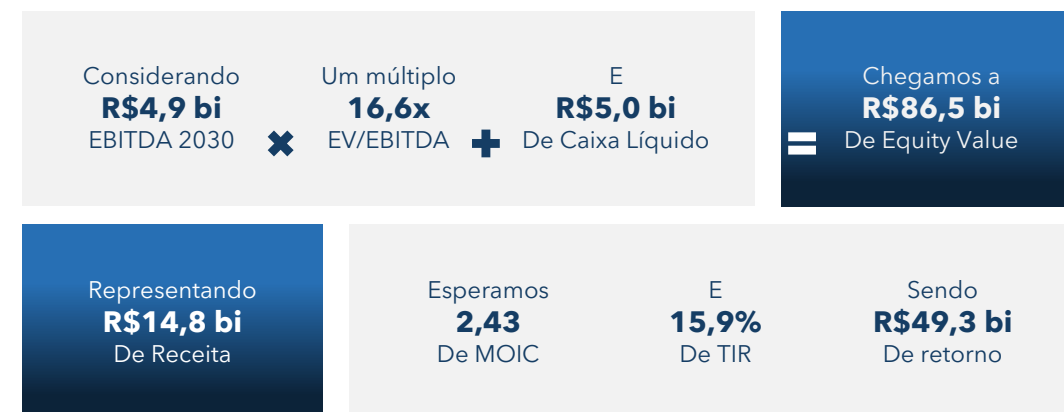 Considerando
R$4,9 bi
EBITDA 2030
Um múltiplo
16,6x
EV/EBITDA
E
R$5,0 bi
De Caixa Líquido
Chegamos a
R$86,5 bi
De Equity Value
Representando
R$14,8 bi
De Receita
Esperamos
2,43
De MOIC
E
15,9%
De TIR
Sendo
R$49,3 bi
De retorno